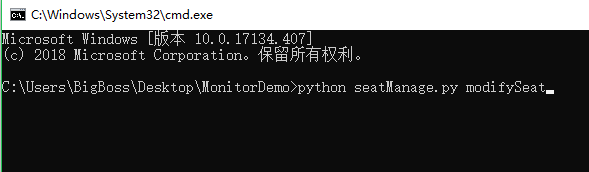 C:\Windows\System32\cmd.exe
Microsoft Windows [版本 10.0.17134.407]
(c) 2018 Microsoft Corporation。保留所有权利。
C:\Users\BigBoss\Desktop\MonitorDemo>python seatManage.py modifySeat